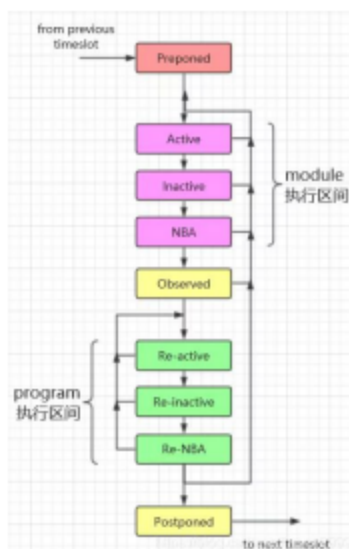 from previous
timeslot
Preponed
Active
Inactive
NBA
module
执行区间
Observed
Re-active
Re-inactive
Re-NBA
program
执行区间
Postponed
to next timeslot